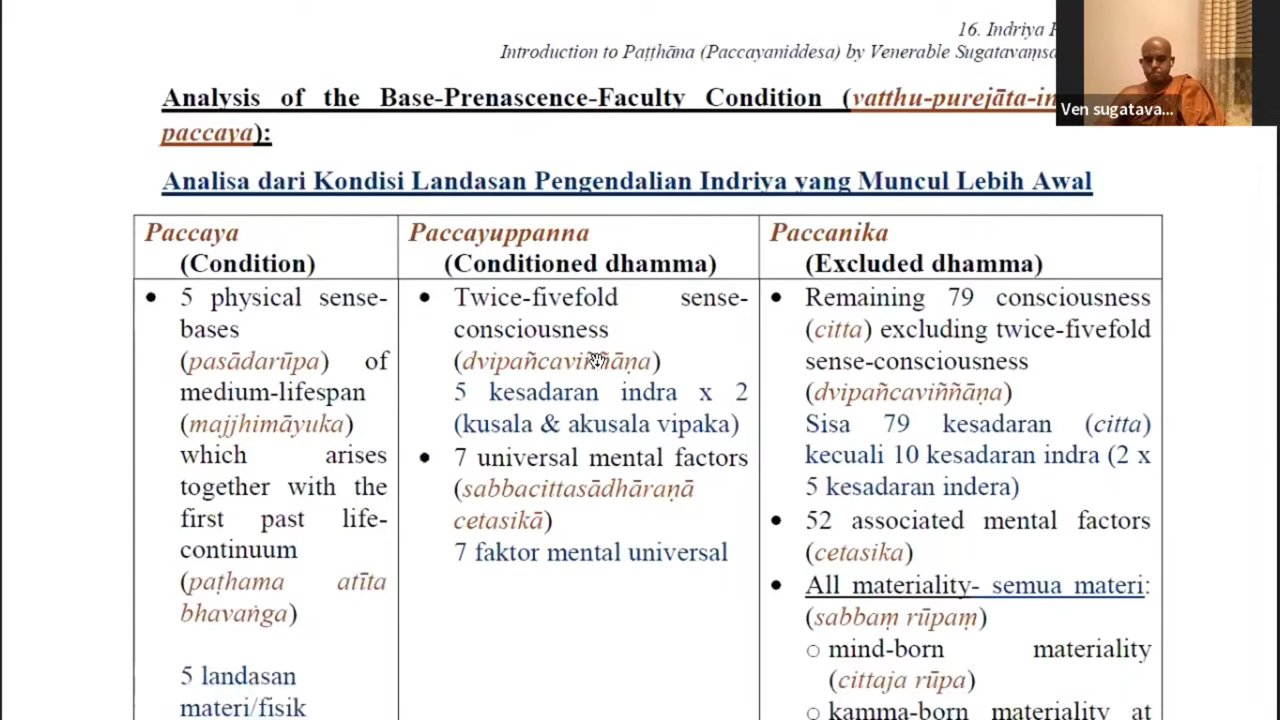 16. Indriya
Introduction to Paṭṭhāna (Paccayaniddesa) by Venerable
Ven sugatava...
Analysis of the Base-Prenascence-Faculty Condition (vatthu-purejāta-in
paccaya):
Analisa dari Kondisi Landasan Pengendalian Indriya yang Muncul Lebih Awal
Paccaya
(Condition)
5 physical sense-
bases
(pasādarūpa) of
medium-lifespan
(majjhimāyuka)
which arises
together with the
first past life-
continuum
(paṭhama atīta
bhavaṅga)
5 landasan
materi/fisik
Paccayuppanna
(Conditioned dhamma)
Twice-fivefold sense-
consciousness
(dvipañcaviññāṇa)
5 kesadaran indra x 2
(kusala & akusala vipaka)
7 universal mental factors
(sabbacittasādhāraṇā
cetasikā)
7 faktor mental universal
Paccanika
(Excluded dhamma)
Remaining 79 consciousness
(citta) excluding twice-fivefold
sense-consciousness
(dvipañcaviññāṇa)
Sisa 79 kesadaran (citta)
kecuali 10 kesadaran indra (2 x
5 kesadaran indera)
52 associated mental factors
(cetasika)
All materiality- semua materi:
(sabbaṃ rūpaṃ)
mind-born materiality
(cittaja rūpa)
kamma-born materiality at